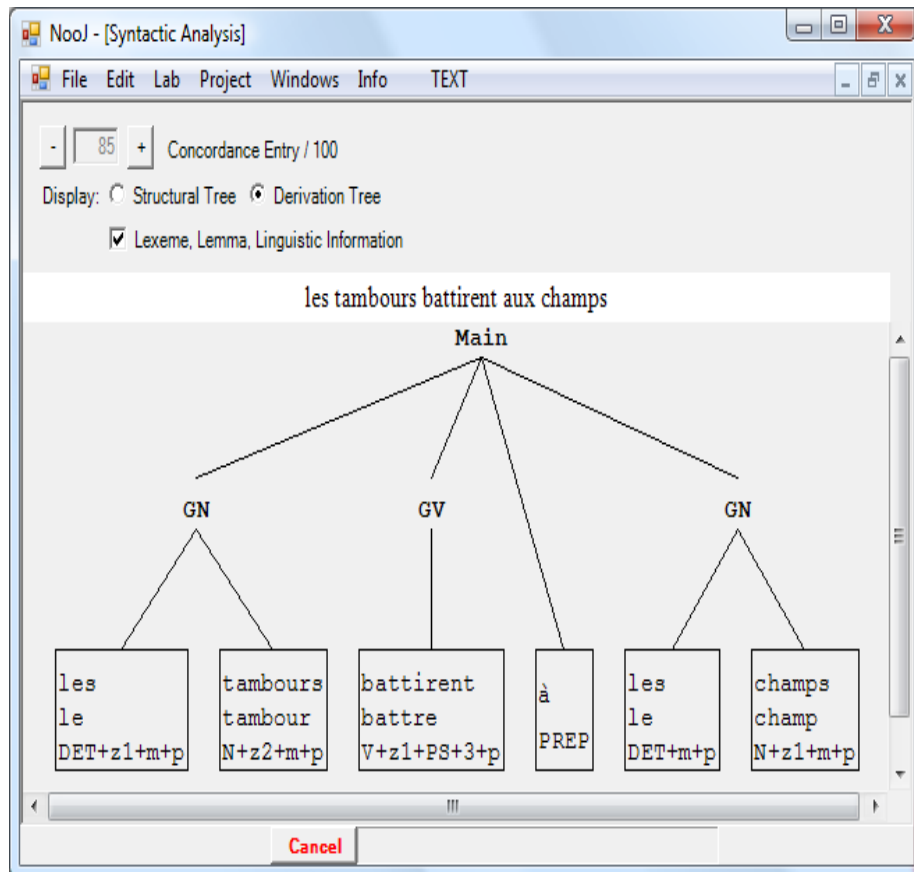 NooJ - [Syntactic Analysis]
File Edit Lab Project Windows Info TEXT
- 85 + Concordance Entry / 100
Display: Structural Tree Derivation Tree
Lexeme, Lemma, Linguistic Information
les tambours battirent aux champs
Main
GN GV GN
les tambours battirent à les champs
le tambour battre PREP le champ
DET+z1+m+p N+z2+m+p V+z1+PS+3+p DET+m+p N+z1+m+p
Cancel